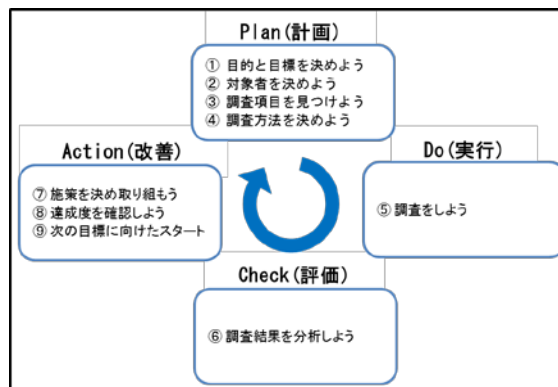 Plan(計画)
① 目的と目標を決めよう
② 対象者を決めよう
③ 調査項目を見つけよう
④ 調査方法を決めよう
Action(改善)
⑦ 施策を決め取り組もう
⑧ 達成度を確認しよう
⑨ 次の目標に向けたスタート
Do(実行)
⑤ 調査をしよう
Check(評価)
⑥ 調査結果を分析しよう